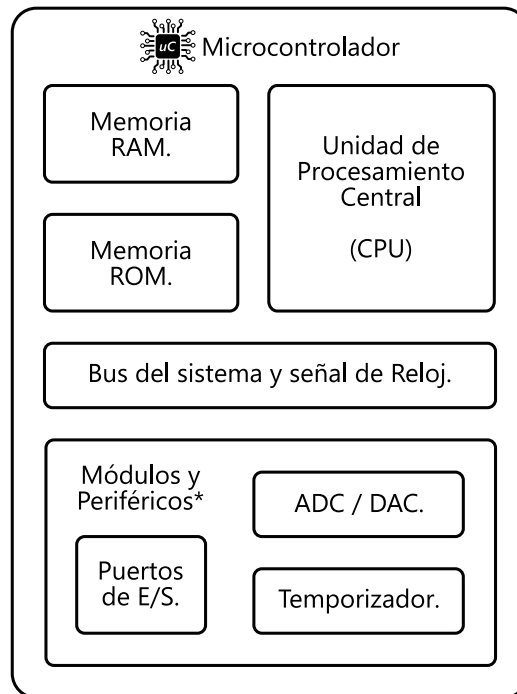 uC
Microcontrolador
Memoria
RAM.
Unidad de
Procesamiento
Central
(CPU)
Memoria
ROM.
Bus del sistema y señal de Reloj.
Módulos y
Periféricos*
ADC / DAC.
Puertos
de E/S.
Temporizador.